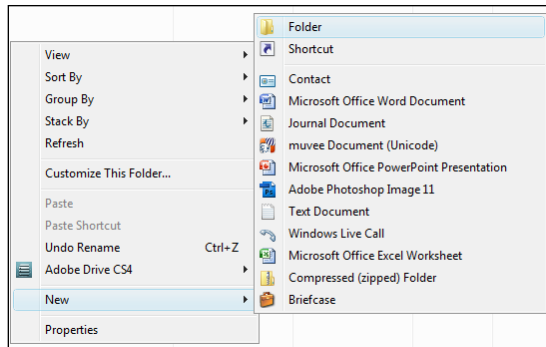 View
Sort By
Group By
Stack By
Refresh
Customize This Folder...
Paste
Paste Shortcut
Undo Rename Ctrl+Z
Adobe Drive CS4
New
Properties
Folder
Shortcut
Contact
Microsoft Office Word Document
Journal Document
muvee Document (Unicode)
Microsoft Office PowerPoint Presentation
Adobe Photoshop Image 11
Text Document
Windows Live Call
Microsoft Office Excel Worksheet
Compressed (zipped) Folder
Briefcase